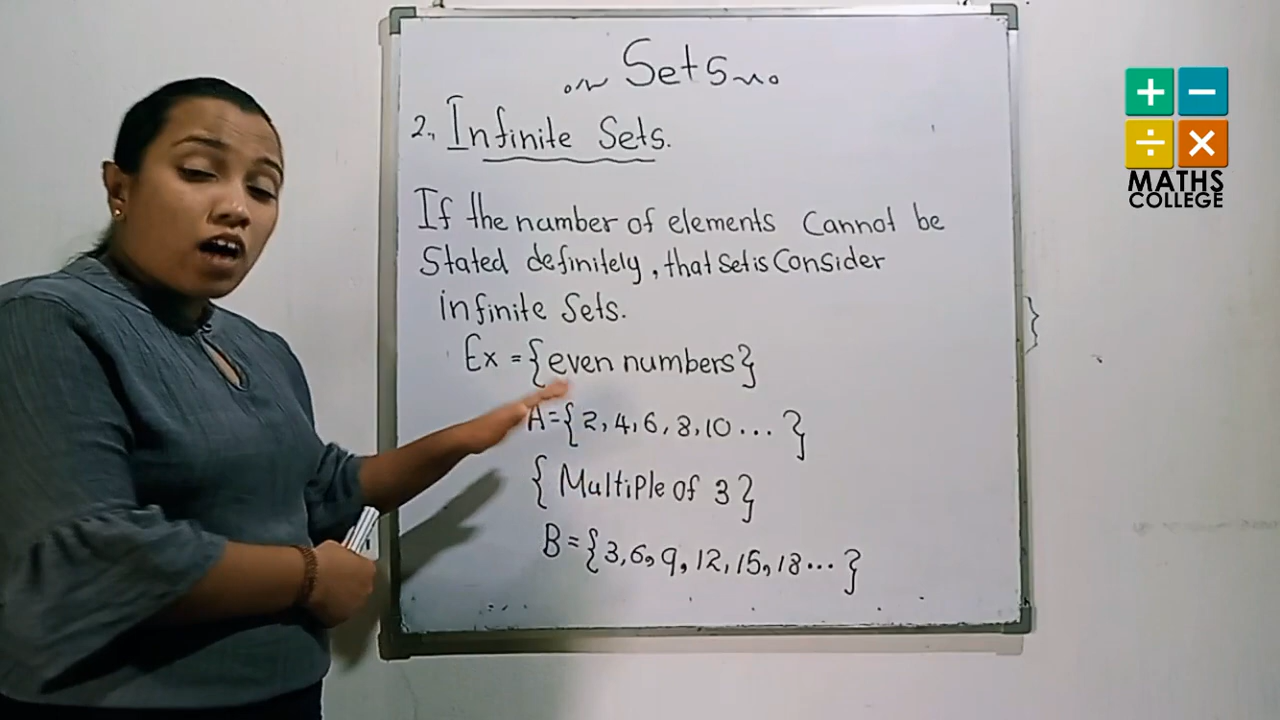 Sets
2., Infinite Sets.
If the number of elements Cannot be
Stated definitely, that set is Consider
infinite Sets.
Ex = {even numbers}
A = {2, 4, 6, 8, 10 ... }
{Multiple of 3}
B = {3, 6, 9, 12, 15, 18 ... }
+ −
÷ ×
MATHS
COLLEGE